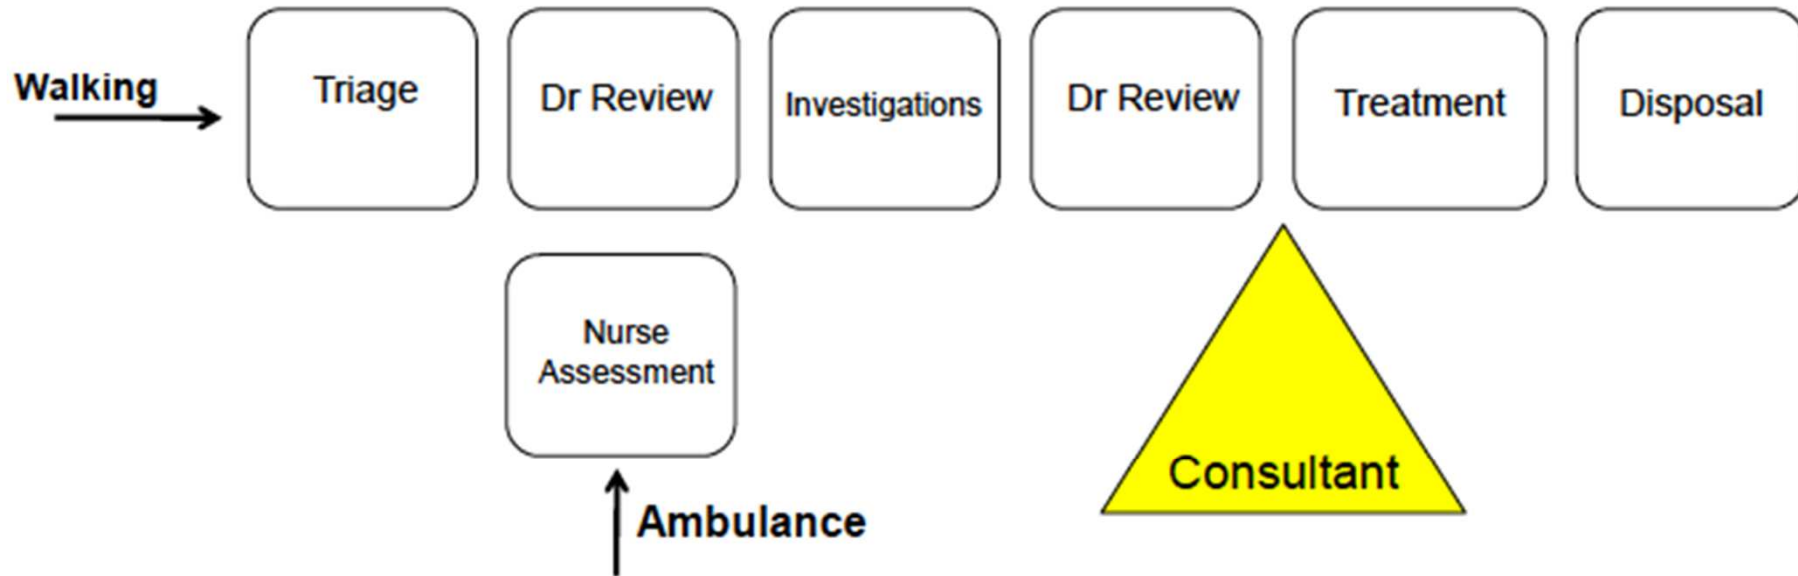 Walking
Triage
Dr Review
Investigations
Dr Review
Treatment
Disposal
Nurse
Assessment
Ambulance
Consultant